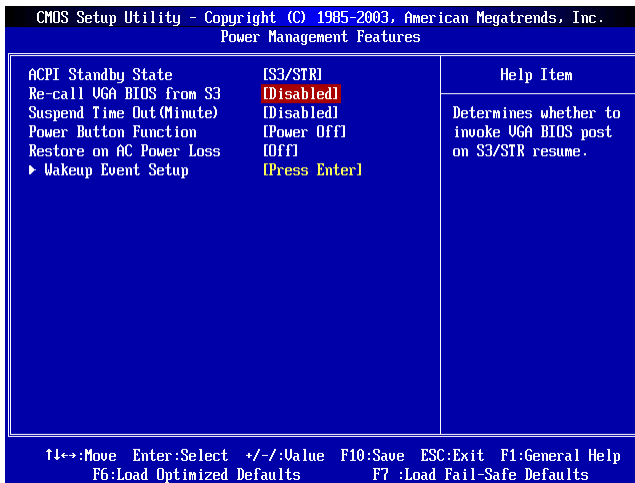 CMOS Setup Utility - Copyright (C) 1985-2003, American Megatrends, Inc.
Power Management Features
ACPI Standby State [S3/STR]
Re-call VGA BIOS from S3 [Disabled]
Suspend Time Out(Minute) [Disabled]
Power Button Function [Power Off]
Restore on AC Power Loss [Off]
▶ Wakeup Event Setup [Press Enter]
Help Item
Determines whether to
invoke VGA BIOS post
on S3/STR resume.
↑↓↔:Move Enter:Select +/-/:Value F10:Save ESC:Exit F1:General Help
F6:Load Optimized Defaults F7 :Load Fail-Safe Defaults